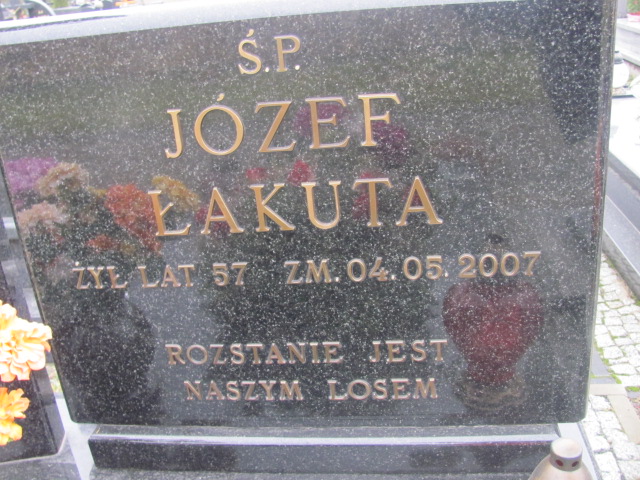 Ś.P.
JÓZEF
ŁAKUTA
ŻYŁ LAT 57 ZM. 04.05.2007
ROZSTANIE JEST
NASZYM LOSEM